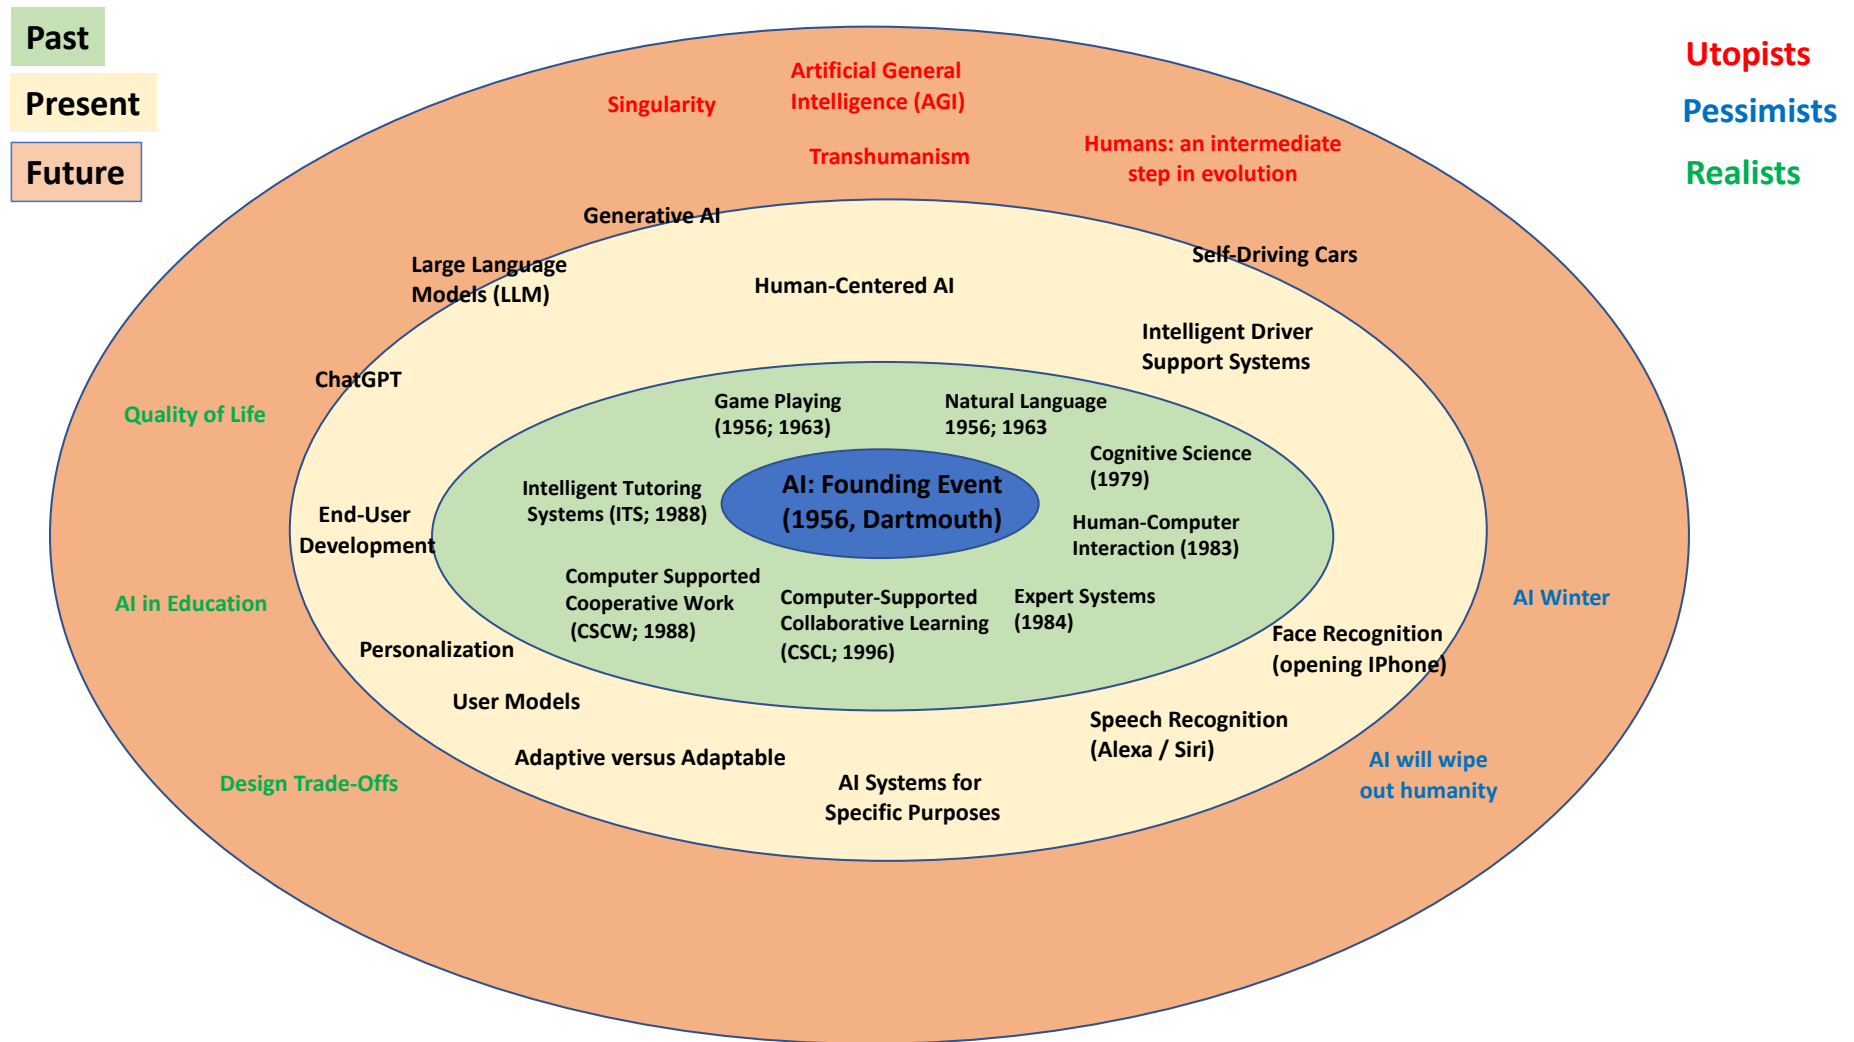 Past
Present
Future
Utopists
Pessimists
Realists
Singularity
Artificial General
Intelligence (AGI)
Transhumanism
Humans: an intermediate
step in evolution
Generative AI
Large Language
Models (LLM)
Human-Centered AI
Self-Driving Cars
Intelligent Driver
Support Systems
ChatGPT
Quality of Life
Game Playing
(1956; 1963)
Natural Language
1956; 1963
Cognitive Science
(1979)
Intelligent Tutoring
Systems (ITS; 1988)
AI: Founding Event
(1956, Dartmouth)
Human-Computer
Interaction (1983)
End-User
Development
Computer Supported
Cooperative Work
(CSCW; 1988)
Computer-Supported
Collaborative Learning
(CSCL; 1996)
Expert Systems
(1984)
AI in Education
AI Winter
Personalization
Face Recognition
(opening IPhone)
User Models
Speech Recognition
(Alexa / Siri)
Adaptive versus Adaptable
AI Systems for
Specific Purposes
Design Trade-Offs
AI will wipe
out humanity